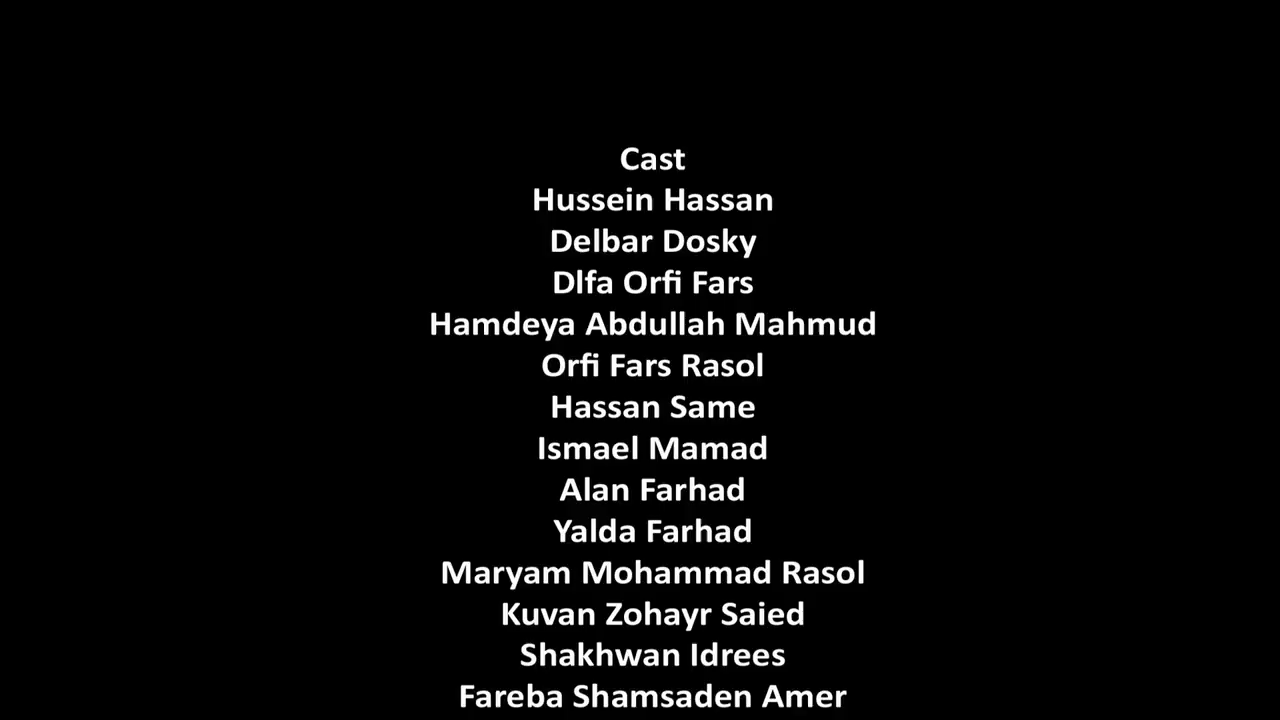 Cast
Hussein Hassan
Delbar Dosky
Dlfa Orfi Fars
Hamdeya Abdullah Mahmud
Orfi Fars Rasol
Hassan Same
Ismael Mamad
Alan Farhad
Yalda Farhad
Maryam Mohammad Rasol
Kuvan Zohayr Saied
Shakhwan Idrees
Fareba Shamsaden Amer